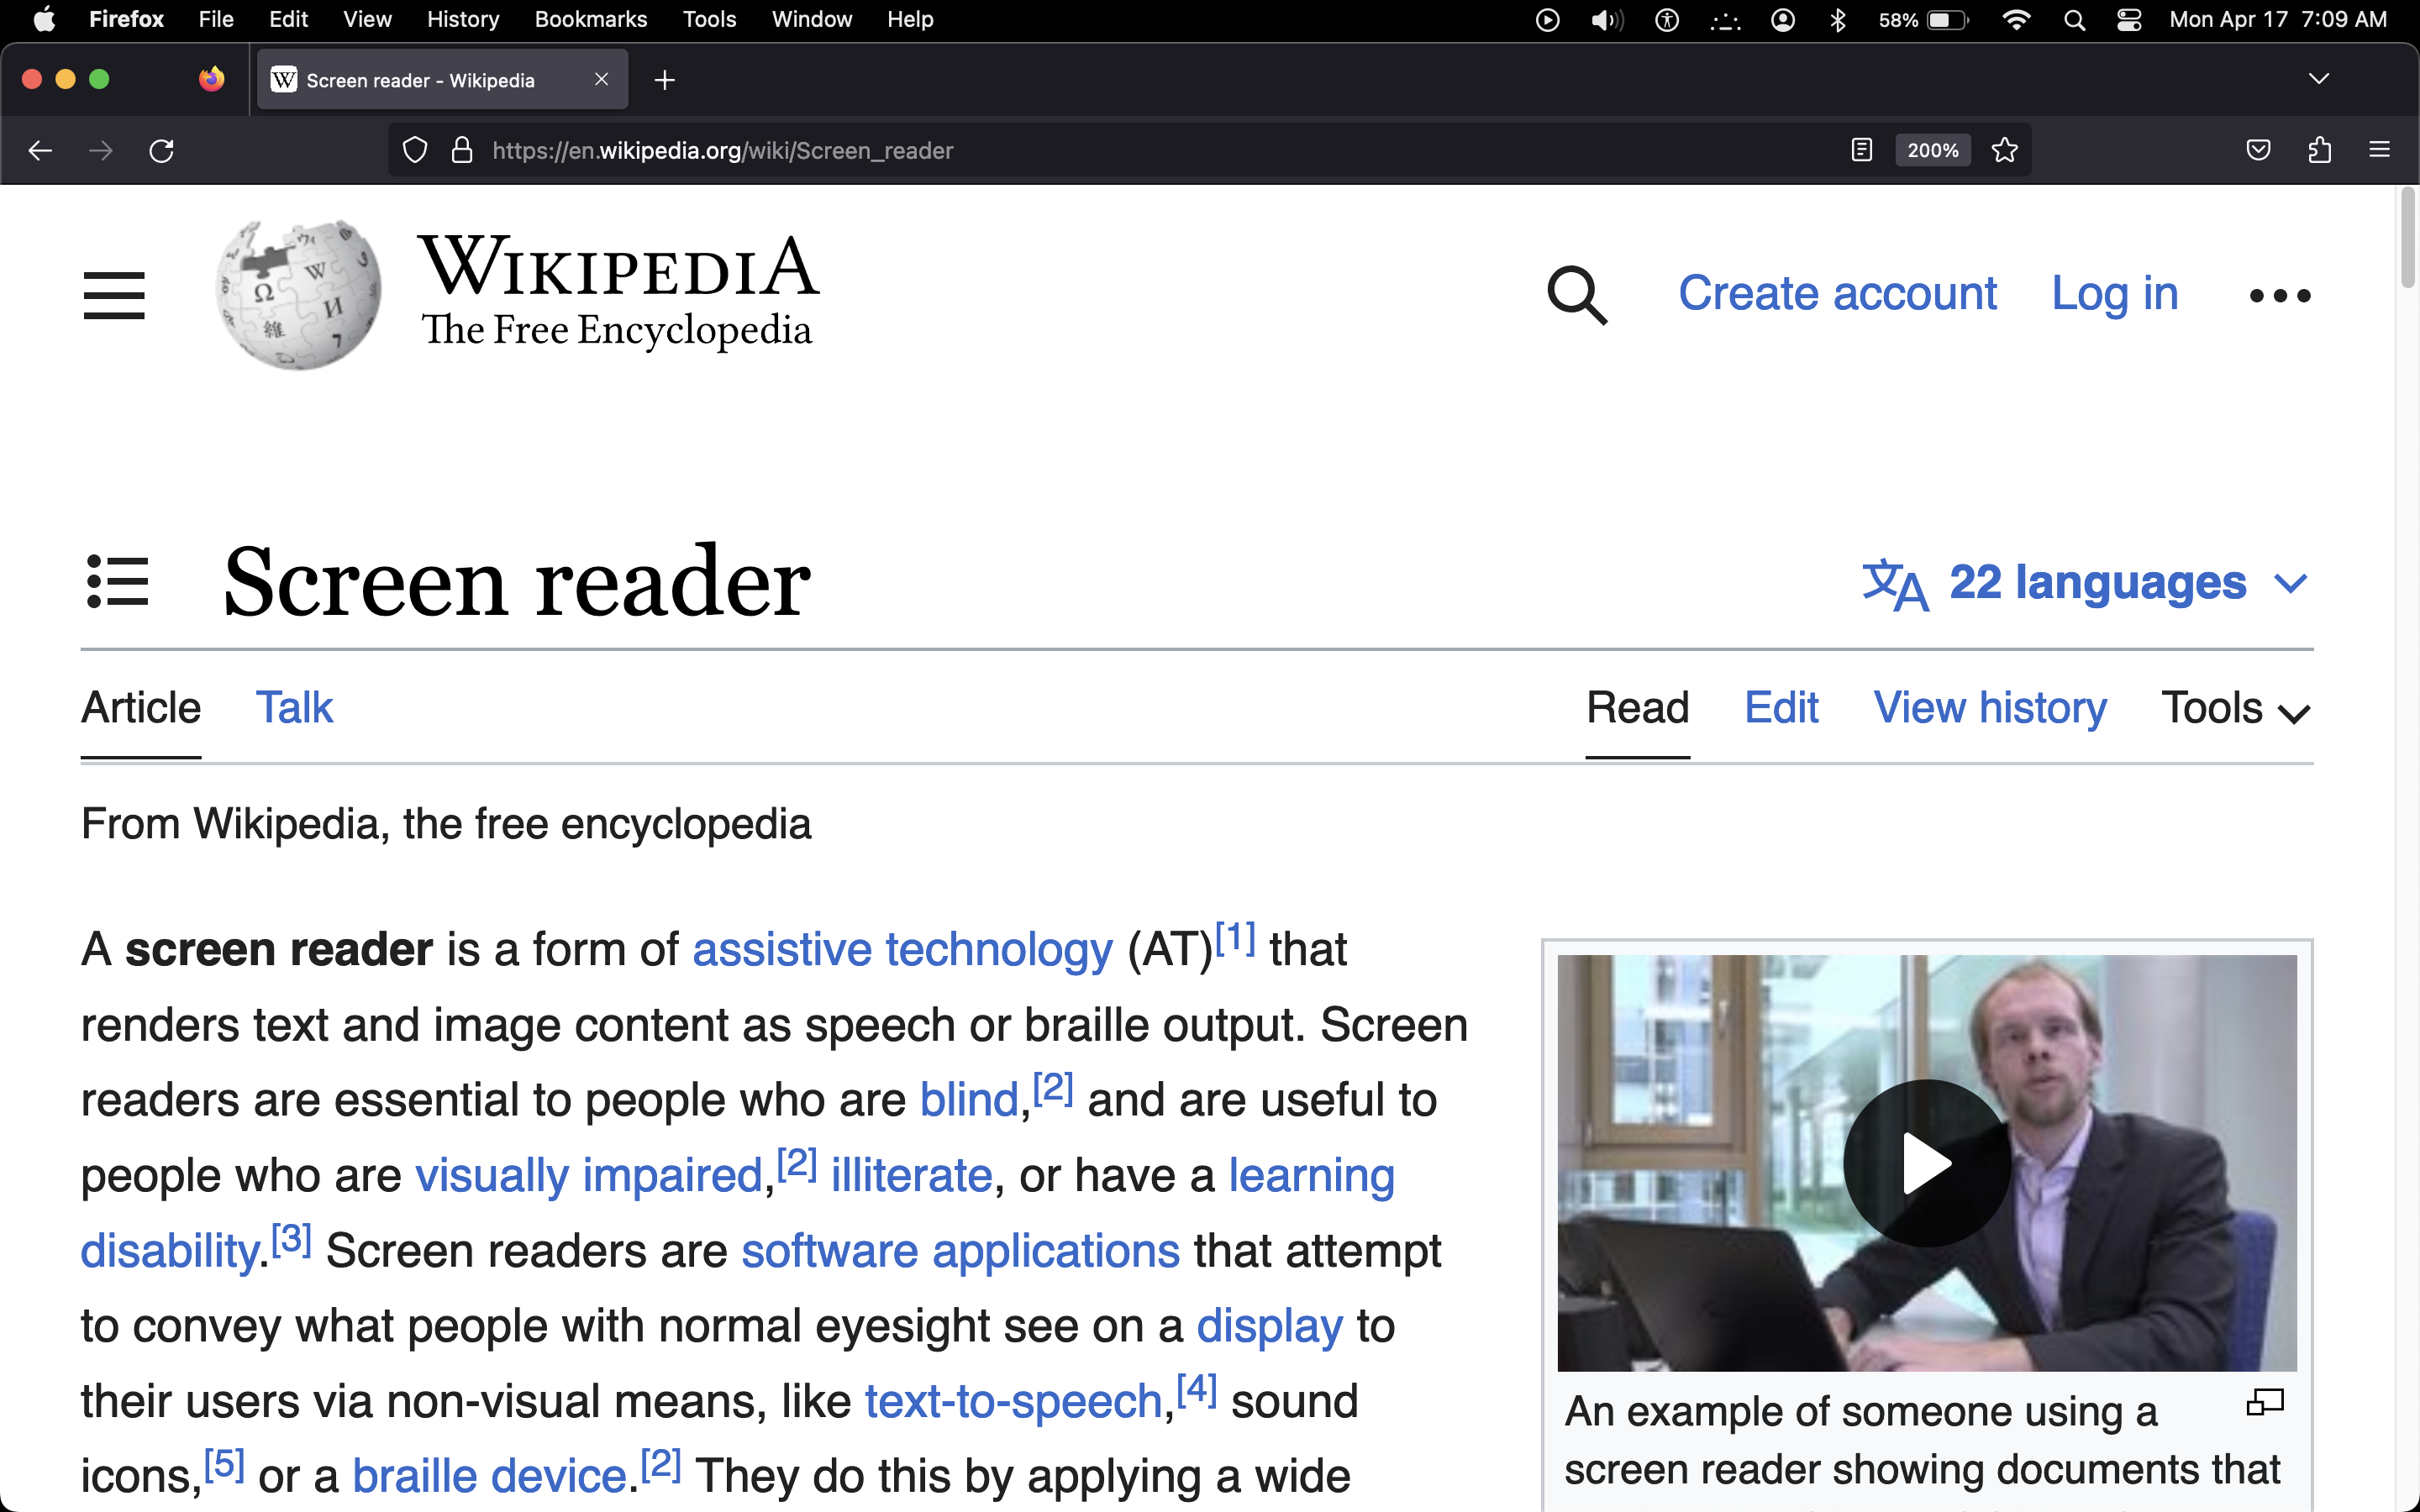 Firefox File Edit View History Bookmarks Tools Window Help 58% Mon Apr 17 7:09 AM
Screen reader - Wikipedia
https://en.wikipedia.org/wiki/Screen_reader 200%
WIKIPEDIA
The Free Encyclopedia
Create account Log in
Screen reader
22 languages
Article Talk Read Edit View history Tools
From Wikipedia, the free encyclopedia
A screen reader is a form of assistive technology (AT)[1] that
renders text and image content as speech or braille output. Screen
readers are essential to people who are blind,[2] and are useful to
people who are visually impaired,[2] illiterate, or have a learning
disability.[3] Screen readers are software applications that attempt
to convey what people with normal eyesight see on a display to
their users via non-visual means, like text-to-speech,[4] sound
icons,[5] or a braille device.[2] They do this by applying a wide
An example of someone using a
screen reader showing documents that